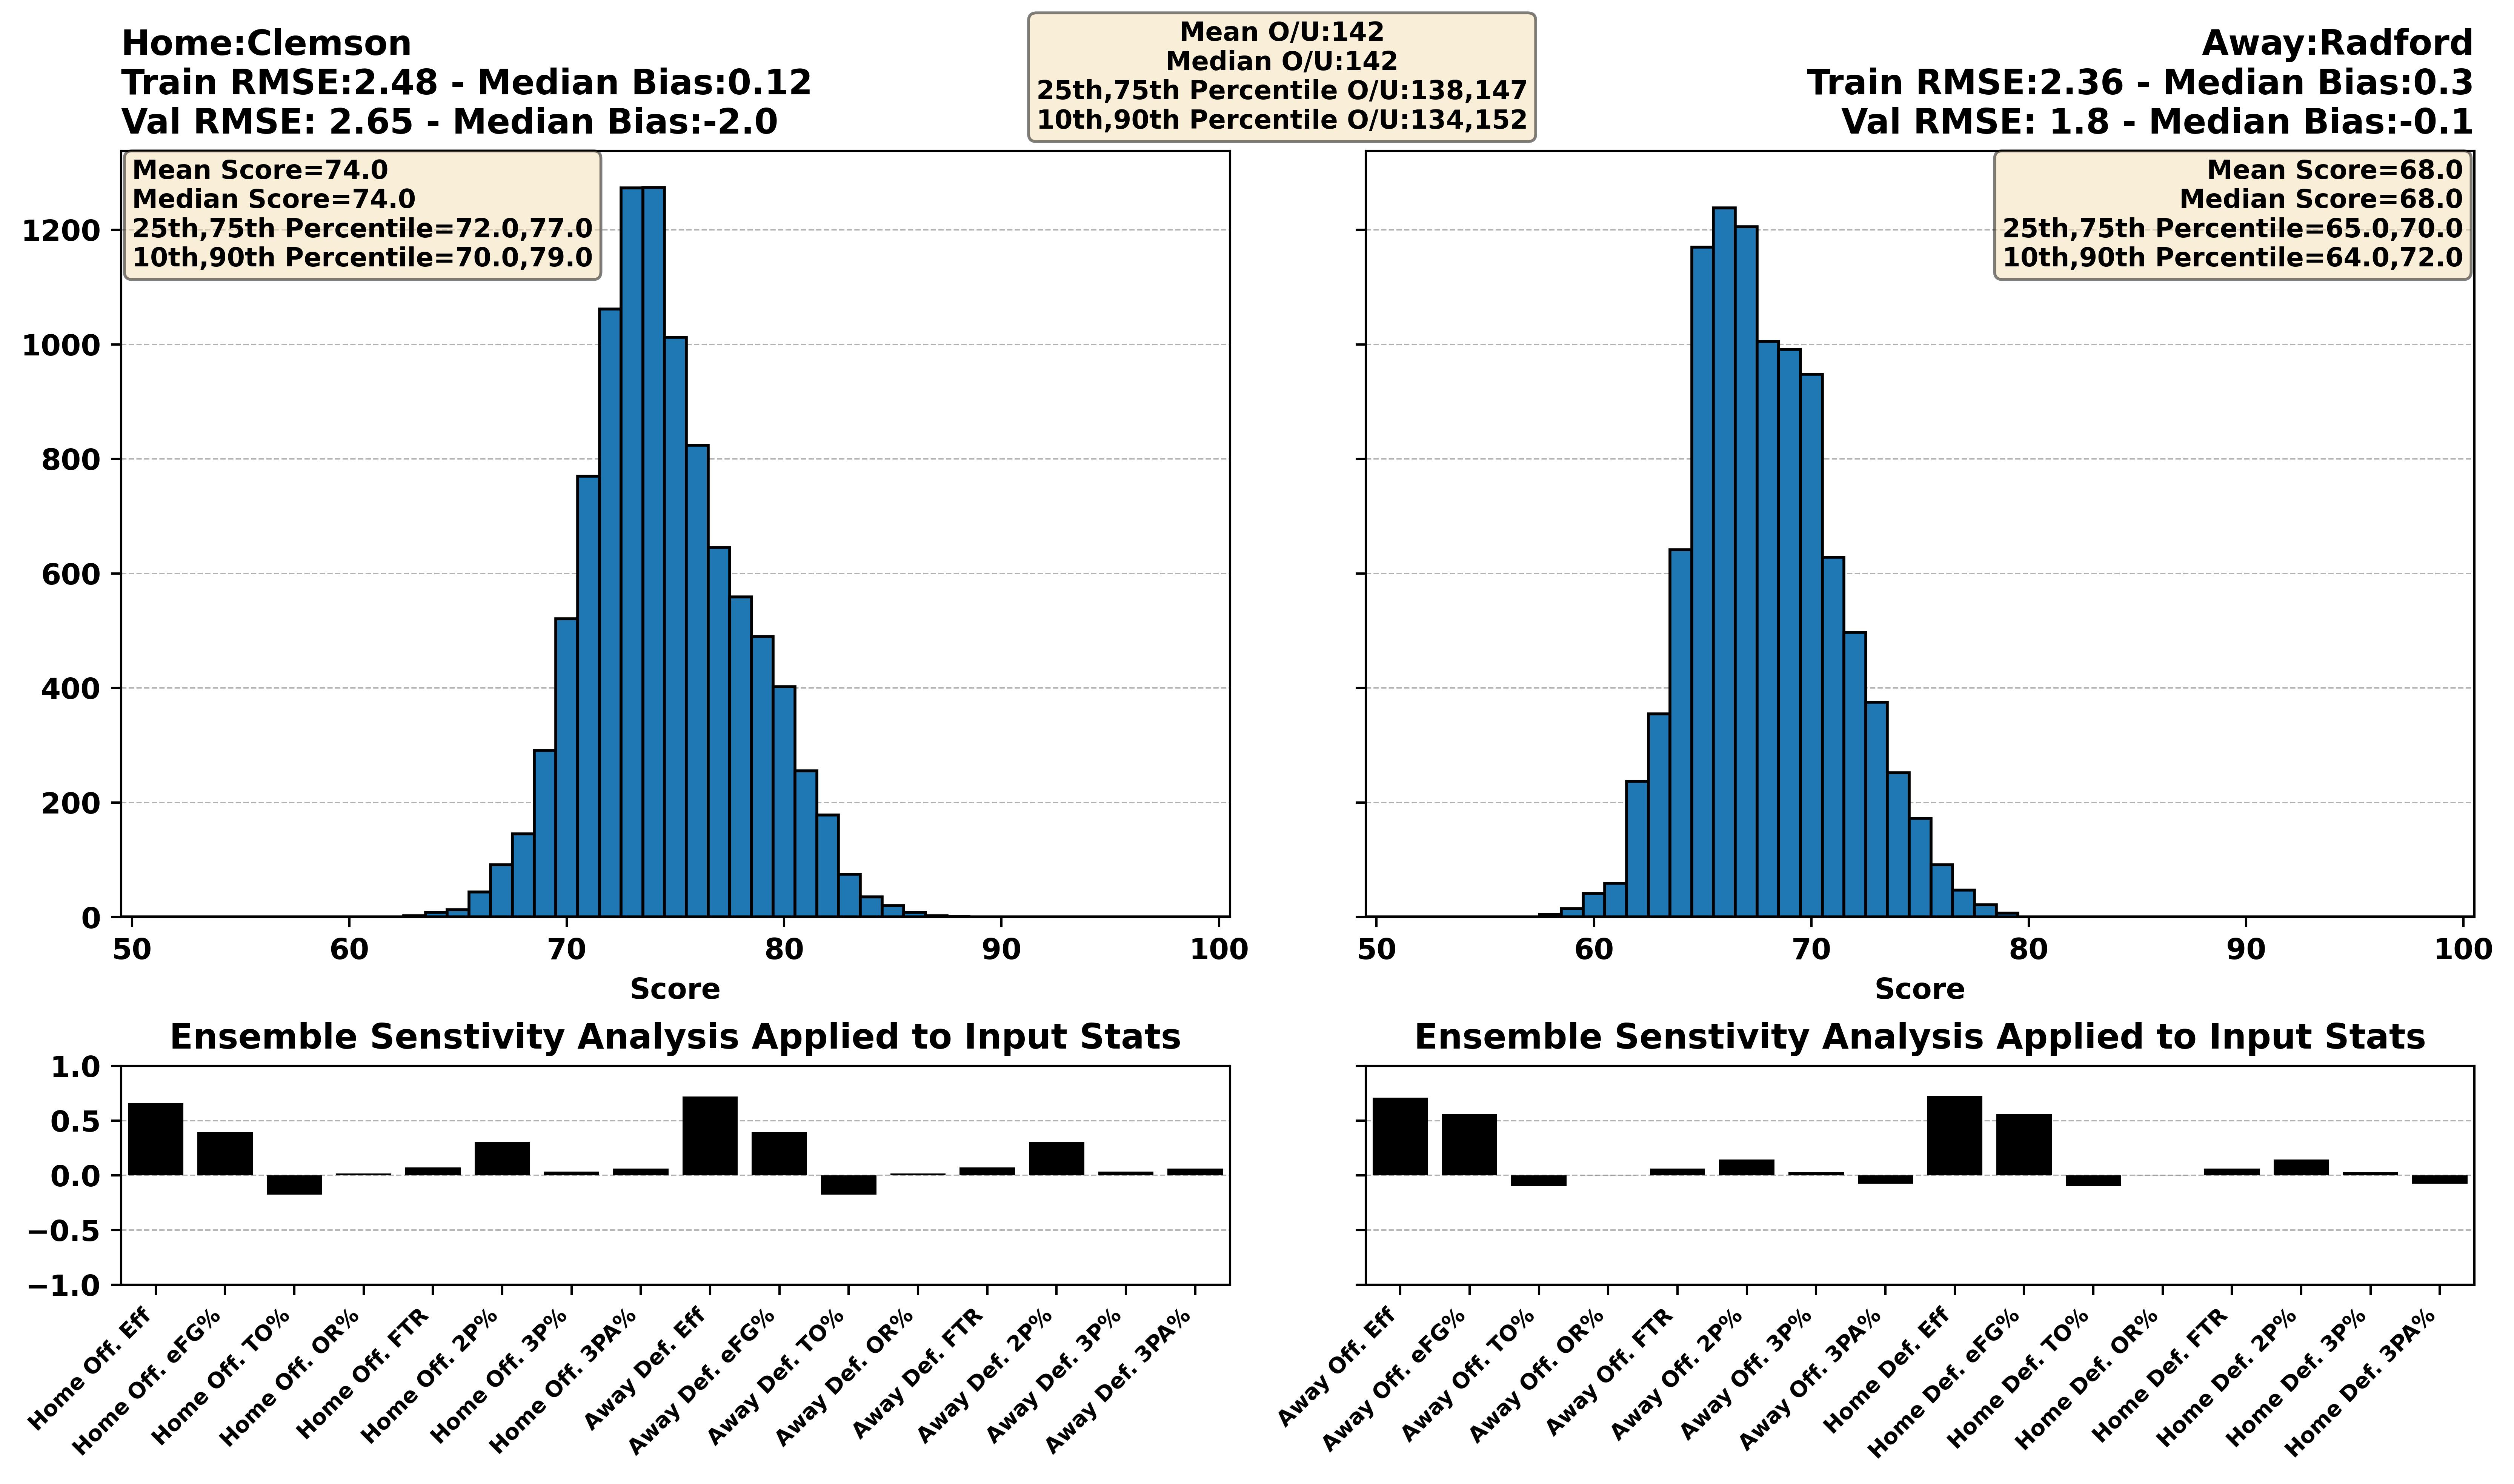 Mean O/U:142
Median O/U:142
25th,75th Percentile O/U:138,147
10th,90th Percentile O/U:134,152
Home:Clemson
Train RMSE:2.48 - Median Bias:0.12
Val RMSE: 2.65 - Median Bias:-2.0
Away:Radford
Train RMSE:2.36 - Median Bias:0.3
Val RMSE: 1.8 - Median Bias:-0.1
Mean Score=74.0
Median Score=74.0
25th,75th Percentile=72.0,77.0
10th,90th Percentile=70.0,79.0
1200
1000
800
600
400
200
0
50 60 70 80 90 100
Score
Mean Score=68.0
Median Score=68.0
25th,75th Percentile=65.0,70.0
10th,90th Percentile=64.0,72.0
50 60 70 80 90 100
Score
Ensemble Senstivity Analysis Applied to Input Stats
1.0
0.5
0.0
−0.5
−1.0
Home Off. Eff
Home Off. eFG%
Home Off. TO%
Home Off. OR%
Home Off. FTR
Home Off. 2P%
Home Off. 3P%
Home Off. 3PA%
Away Def. Eff
Away Def. eFG%
Away Def. TO%
Away Def. OR%
Away Def. FTR
Away Def. 2P%
Away Def. 3P%
Away Def. 3PA%
Ensemble Senstivity Analysis Applied to Input Stats
Away Off. Eff
Away Off. eFG%
Away Off. TO%
Away Off. OR%
Away Off. FTR
Away Off. 2P%
Away Off. 3P%
Away Off. 3PA%
Home Def. Eff
Home Def. eFG%
Home Def. TO%
Home Def. OR%
Home Def. FTR
Home Def. 2P%
Home Def. 3P%
Home Def. 3PA%